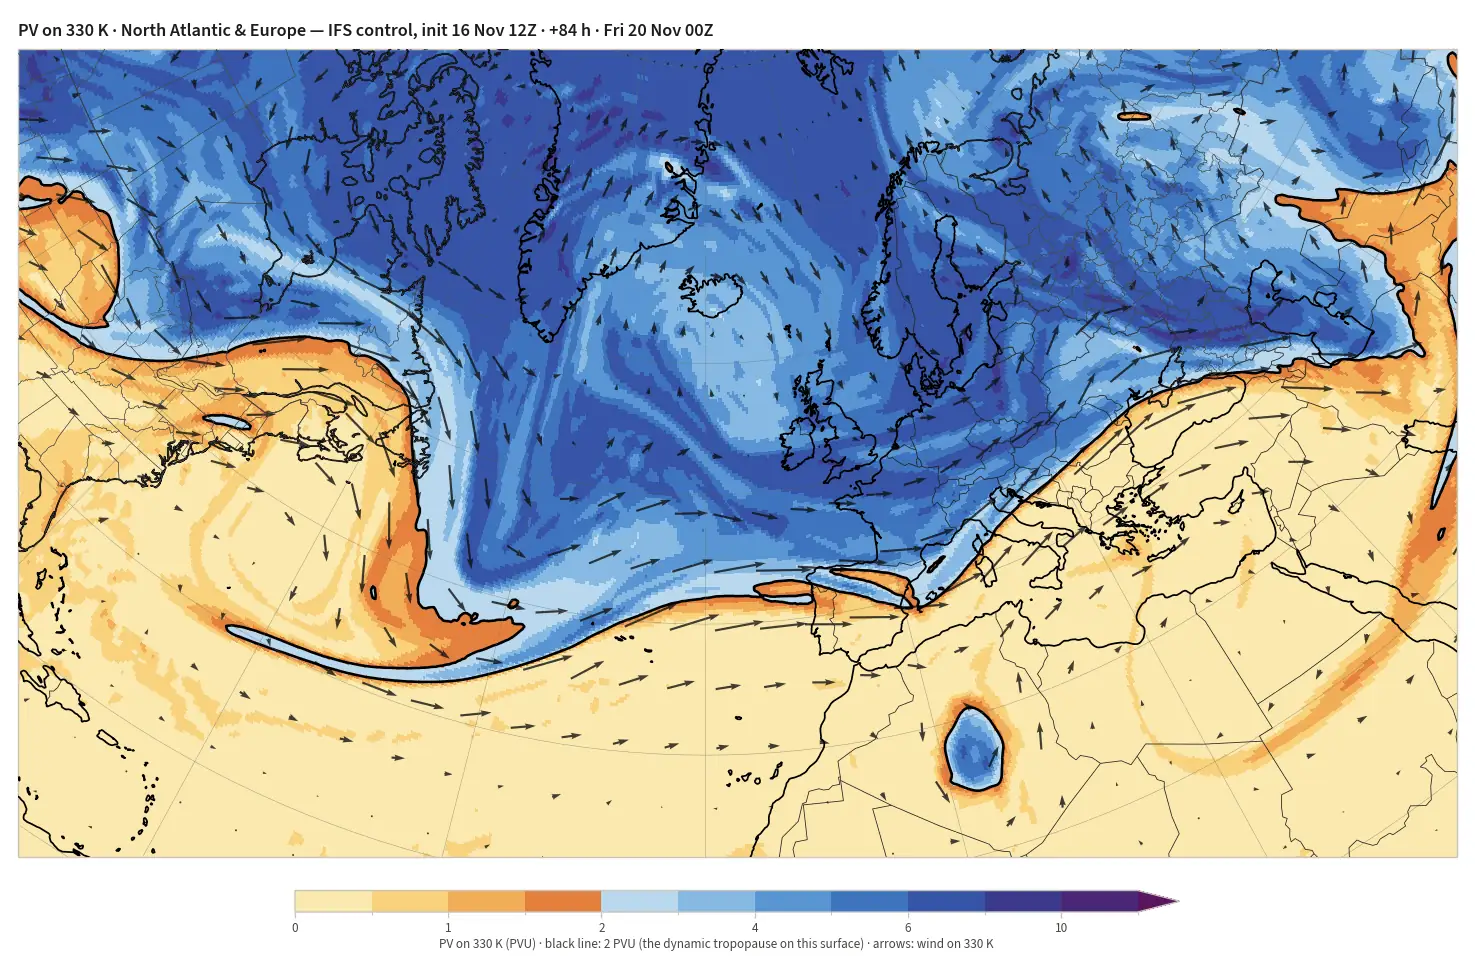 PV on 330 K · North Atlantic & Europe — IFS control, init 16 Nov 12Z · +84 h · Fri 20 Nov 00Z
0 1 2 4 6 10
PV on 330 K (PVU) · black line: 2 PVU (the dynamic tropopause on this surface) · arrows: wind on 330 K